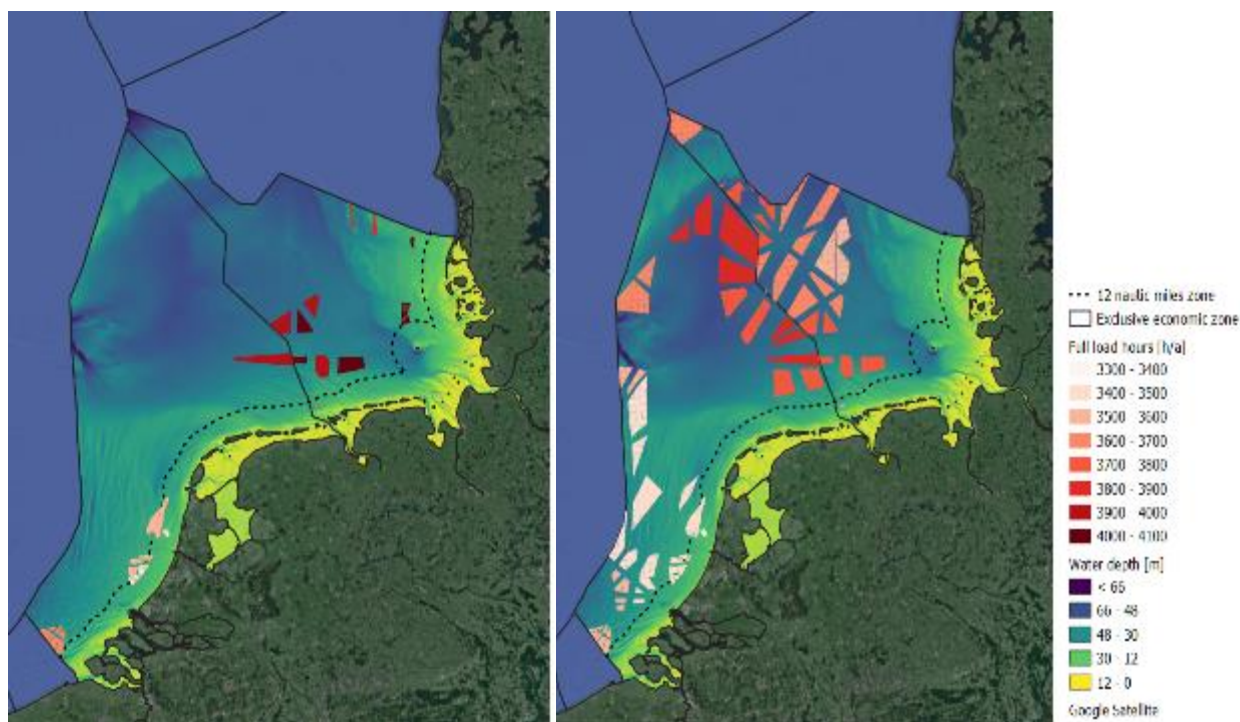 12 nautic miles zone
Exclusive economic zone
Full load hours [h/a]
3300 - 3400
3400 - 3500
3500 - 3600
3600 - 3700
3700 - 3800
3800 - 3900
3900 - 4000
4000 - 4100
Water depth [m]
< 66
66 - 48
48 - 30
30 - 12
12 - 0
Google Satellite